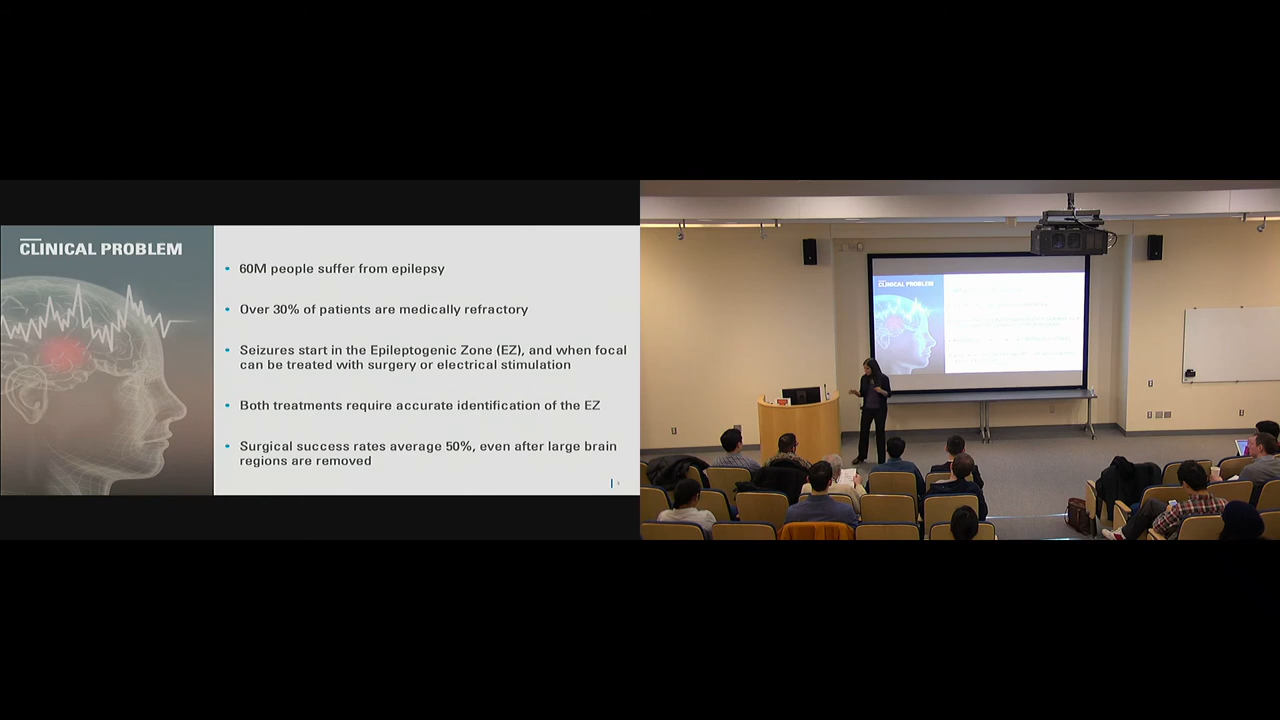 CLINICAL PROBLEM
• 60M people suffer from epilepsy
• Over 30% of patients are medically refractory
• Seizures start in the Epileptogenic Zone (EZ), and when focal
can be treated with surgery or electrical stimulation
• Both treatments require accurate identification of the EZ
• Surgical success rates average 50%, even after large brain
regions are removed
CLINICAL PROBLEM